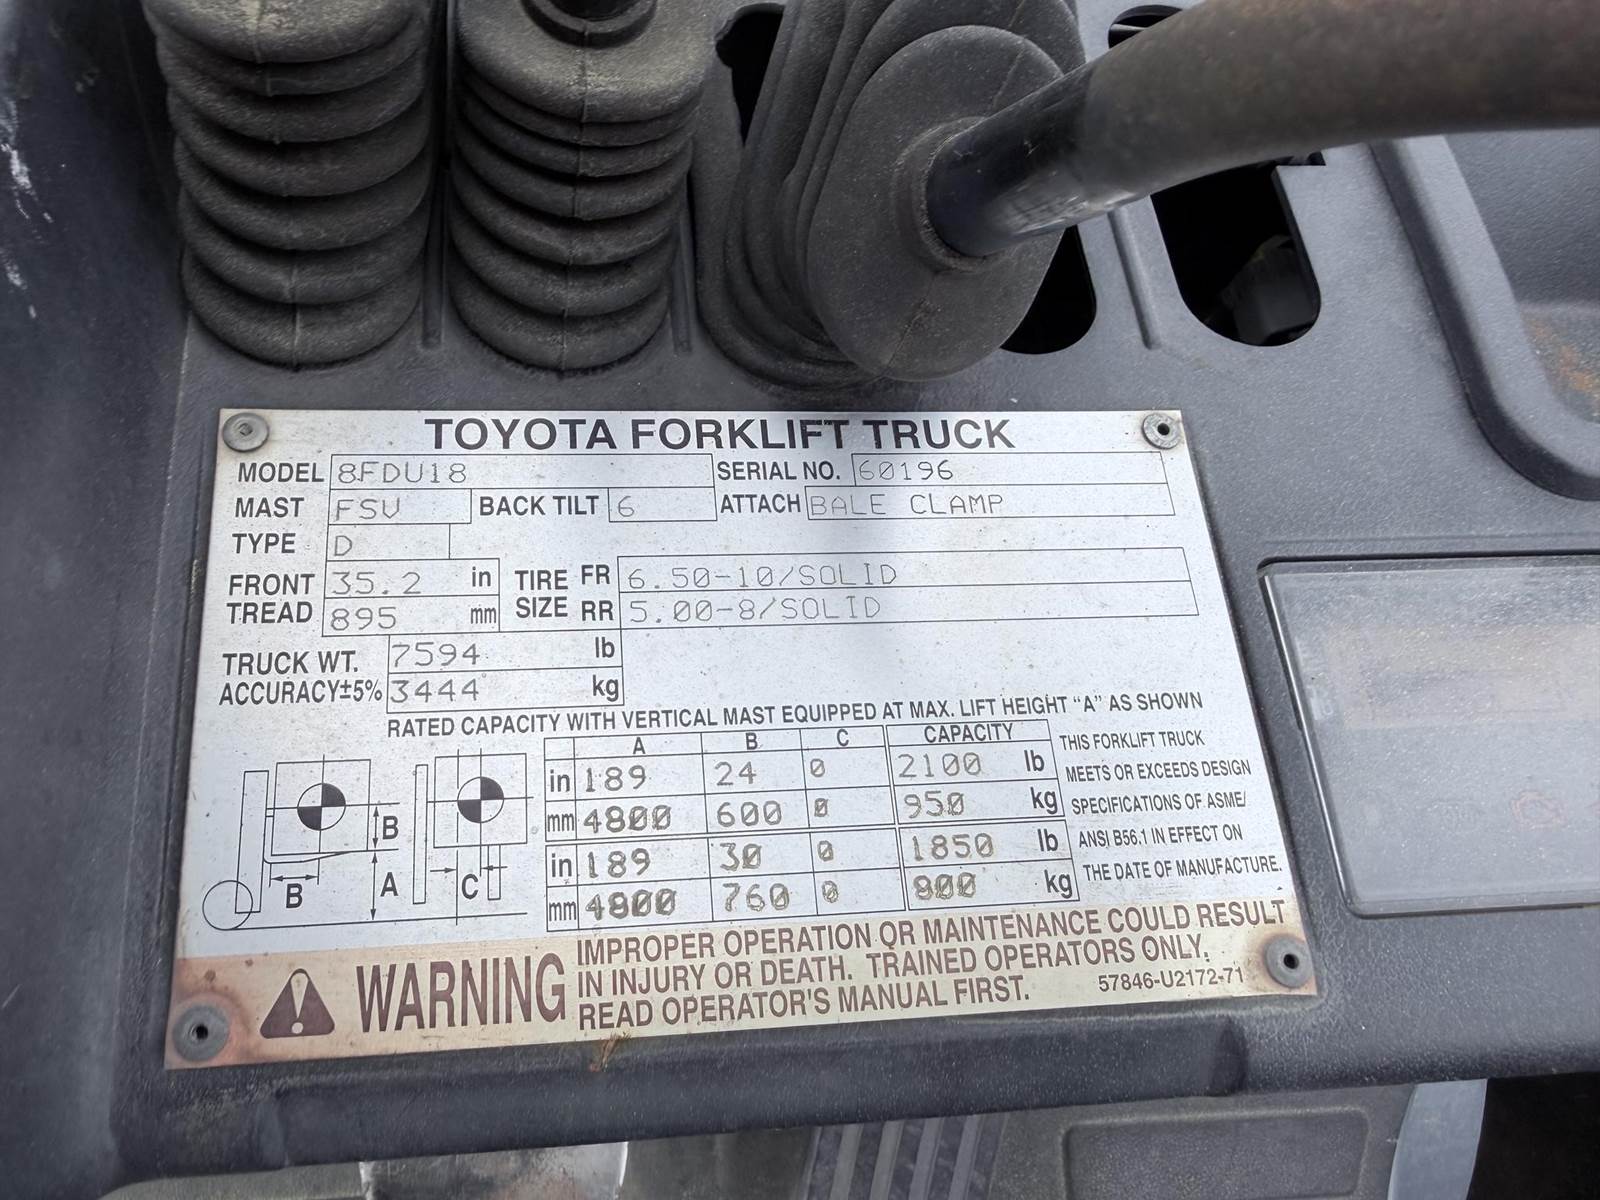 TOYOTA FORKLIFT TRUCK
MODEL 8FDU18 SERIAL NO. 60196
MAST FSV BACK TILT 6 ATTACH BALE CLAMP
TYPE D
FRONT TREAD 35.2 in TIRE SIZE FR 6.50-10/SOLID
895 mm RR 5.00-8/SOLID
TRUCK WT. 7594 lb
ACCURACY±5% 3444 kg
RATED CAPACITY WITH VERTICAL MAST EQUIPPED AT MAX. LIFT HEIGHT "A" AS SHOWN
A B C CAPACITY
in 189 24 0 2100 lb
mm 4800 600 0 950 kg
in 189 30 0 1850 lb
mm 4800 760 0 800 kg
B A B C
THIS FORKLIFT TRUCK
MEETS OR EXCEEDS DESIGN
SPECIFICATIONS OF ASME/
ANSI B56.1 IN EFFECT ON
THE DATE OF MANUFACTURE.
WARNING
IMPROPER OPERATION OR MAINTENANCE COULD RESULT
IN INJURY OR DEATH. TRAINED OPERATORS ONLY.
READ OPERATOR'S MANUAL FIRST.
57846-U2172-71